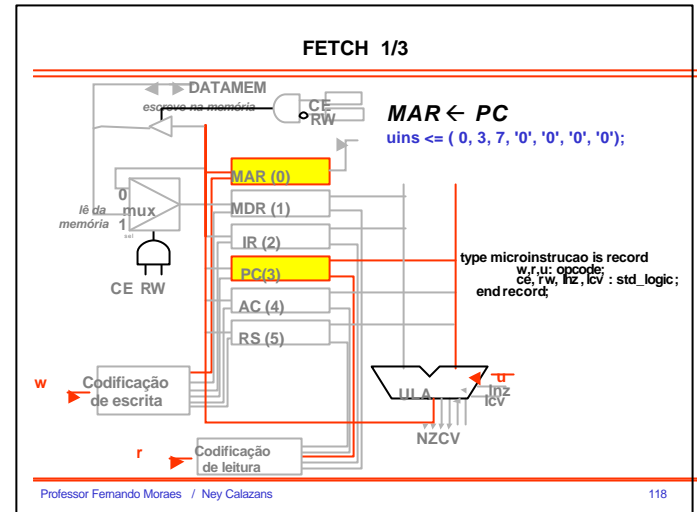 FETCH 1/3
DATAMEM
escreve na memória
CE
RW
MAR ← PC
uins <= ( 0, 3, 7, '0', '0', '0', '0');
MAR (0)
0
mux
1
sel
lê da
memória
MDR (1)
IR (2)
PC(3)
AC (4)
RS (5)
CE RW
type microinstrucao is record
w,r,u: opcode;
ce, rw, lnz, lcv : std_logic;
end record;
w
Codificação
de escrita
ULA
u
lnz
lcv
NZCV
r
Codificação
de leitura
Professor Fernando Moraes / Ney Calazans
118